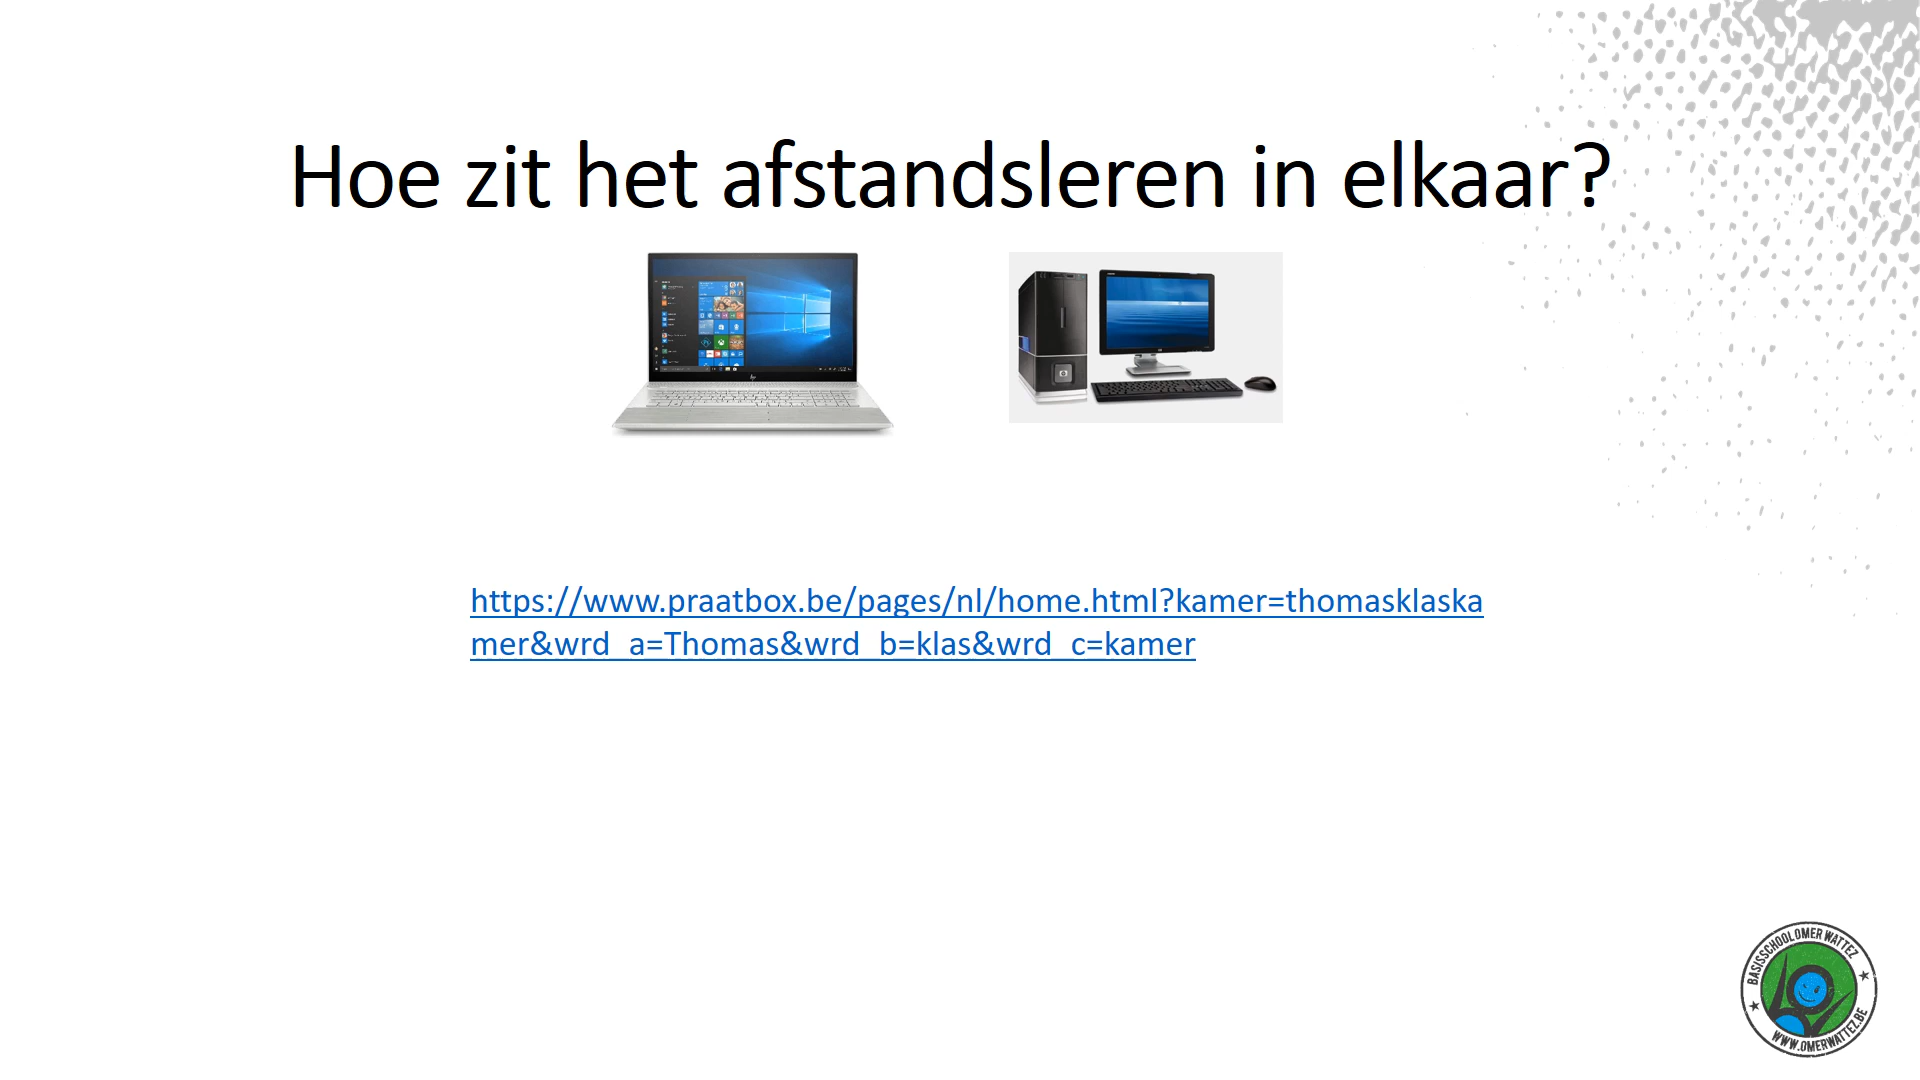 Hoe zit het afstandsleren in elkaar?
https://www.praatbox.be/pages/nl/home.html?kamer=thomasklaska
mer&wrd_a=Thomas&wrd_b=klas&wrd_c=kamer
BASISSCHOOL OMER WATTEZ
WWW.OMERWATTEZ.BE